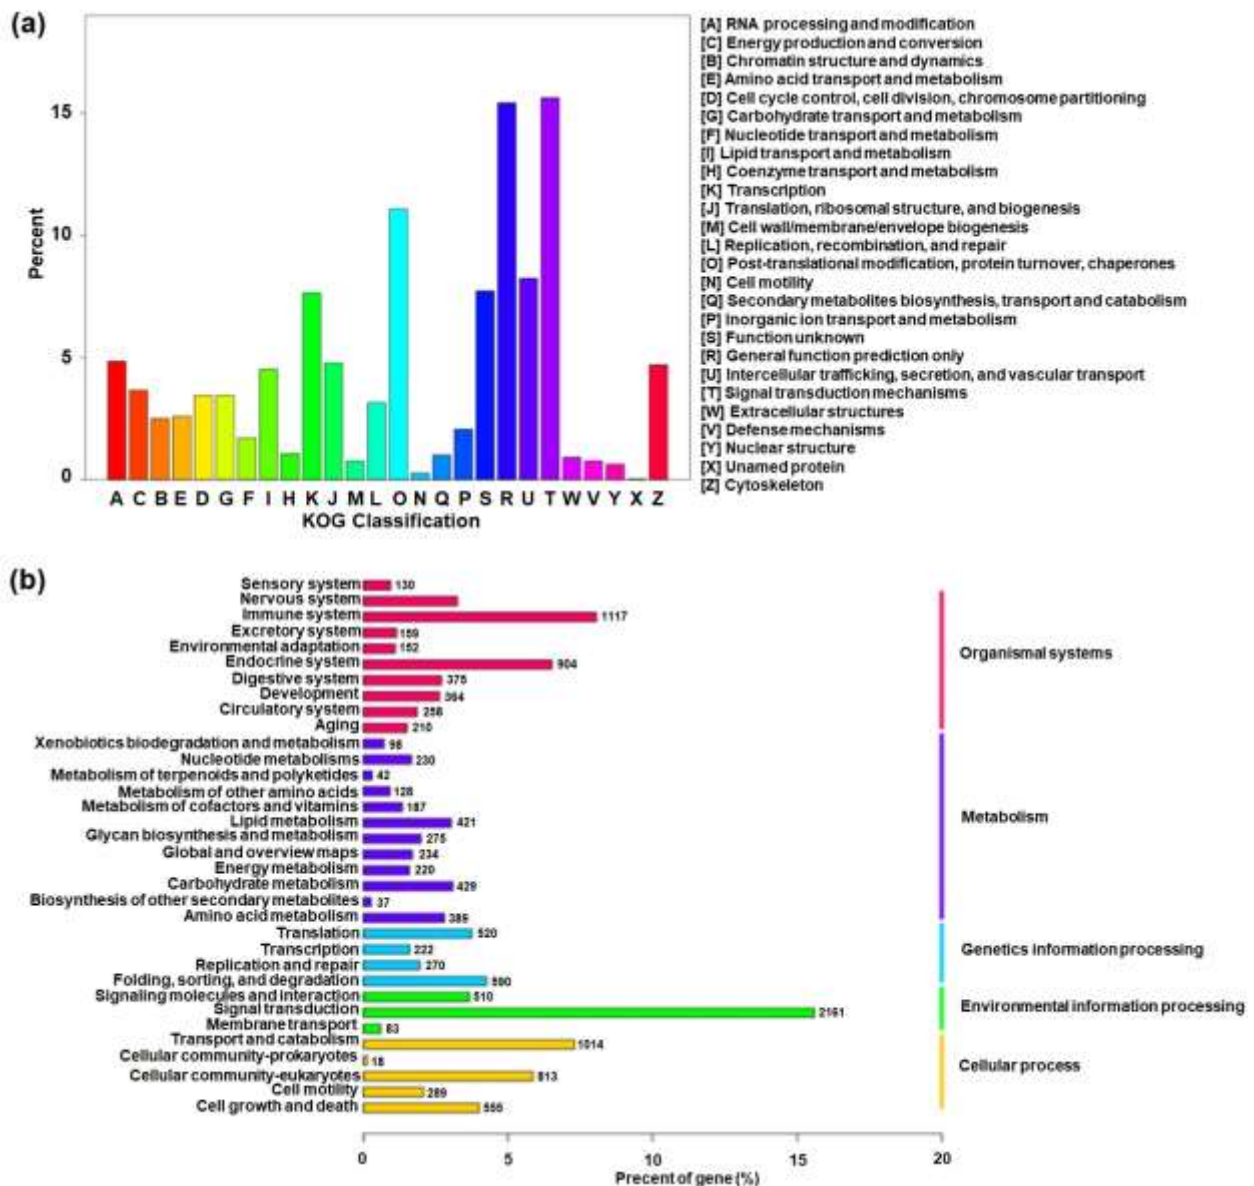 (a)
15
10
5
0
Percent
A C B E D G F I H K J M L O N Q P S R U T W V Y X Z
KOG Classification
[A] RNA processing and modification
[C] Energy production and conversion
[B] Chromatin structure and dynamics
[E] Amino acid transport and metabolism
[D] Cell cycle control, cell division, chromosome partitioning
[G] Carbohydrate transport and metabolism
[F] Nucleotide transport and metabolism
[I] Lipid transport and metabolism
[H] Coenzyme transport and metabolism
[K] Transcription
[J] Translation, ribosomal structure, and biogenesis
[M] Cell wall/membrane/envelope biogenesis
[L] Replication, recombination, and repair
[O] Post-translational modification, protein turnover, chaperones
[N] Cell motility
[Q] Secondary metabolites biosynthesis, transport and catabolism
[P] Inorganic ion transport and metabolism
[S] Function unknown
[R] General function prediction only
[U] Intercellular trafficking, secretion, and vascular transport
[T] Signal transduction mechanisms
[W] Extracellular structures
[V] Defense mechanisms
[Y] Nuclear structure
[X] Unamed protein
[Z] Cytoskeleton
(b)
Sensory system 130
Nervous system
Immune system 1117
Excretory system 159
Environmental adaptation 152
Endocrine system 904
Digestive system 375
Development 364
Circulatory system 258
Aging 210
Xenobiotics biodegradation and metabolism 98
Nucleotide metabolisms 230
Metabolism of terpenoids and polyketides 42
Metabolism of other amino acids 128
Metabolism of cofactors and vitamins 187
Lipid metabolism 421
Glycan biosynthesis and metabolism 275
Global and overview maps 234
Energy metabolism 220
Carbohydrate metabolism 429
Biosynthesis of other secondary metabolites 37
Amino acid metabolism 389
Translation 520
Transcription 222
Replication and repair 270
Folding, sorting, and degradation 590
Signaling molecules and interaction 510
Signal transduction 2161
Membrane transport 83
Transport and catabolism 1014
Cellular community-prokaryotes 18
Cellular community-eukaryotes 813
Cell motility 289
Cell growth and death 555
Organismal systems
Metabolism
Genetics information processing
Environmental information processing
Cellular process
0 5 10 15 20
Precent of gene (%)